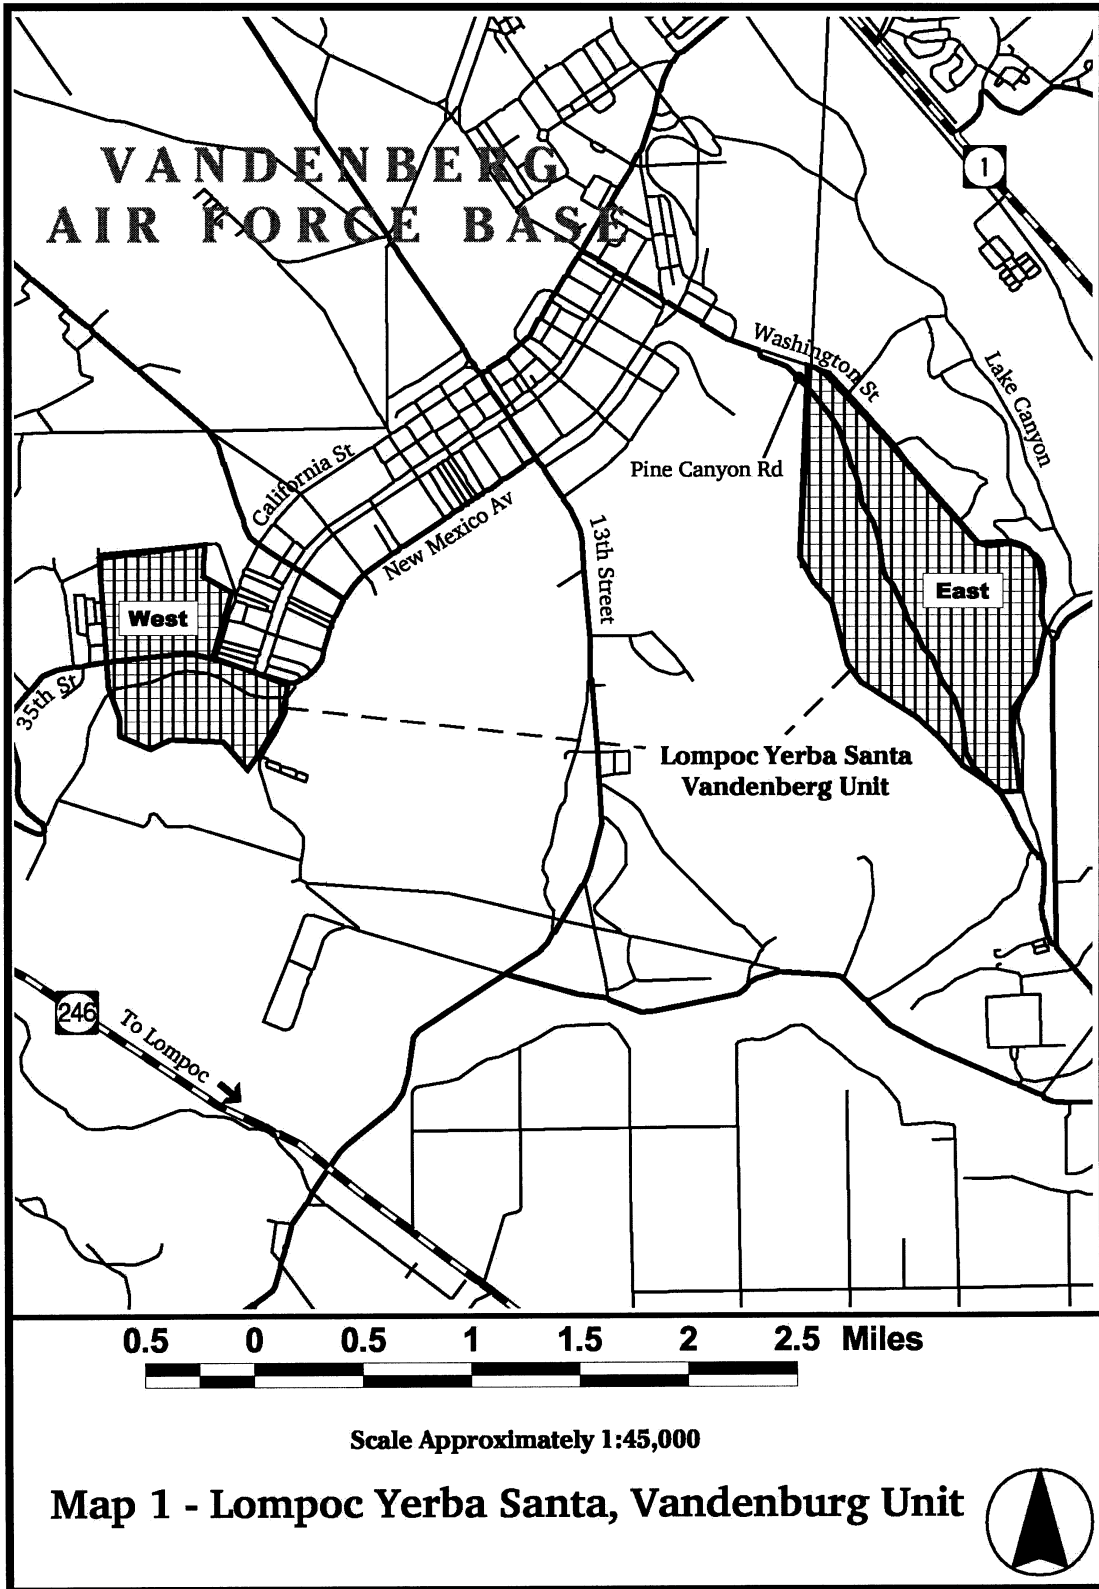 VANDENBERG
AIR FORCE BASE
1
Washington St
Lake Canyon
Pine Canyon Rd
California St
New Mexico Av
13th Street
East
West
35th St
Lompoc Yerba Santa
Vandenberg Unit
246
To Lompoc
0.5 0 0.5 1 1.5 2 2.5 Miles
Scale Approximately 1:45,000
Map 1 - Lompoc Yerba Santa, Vandenburg Unit